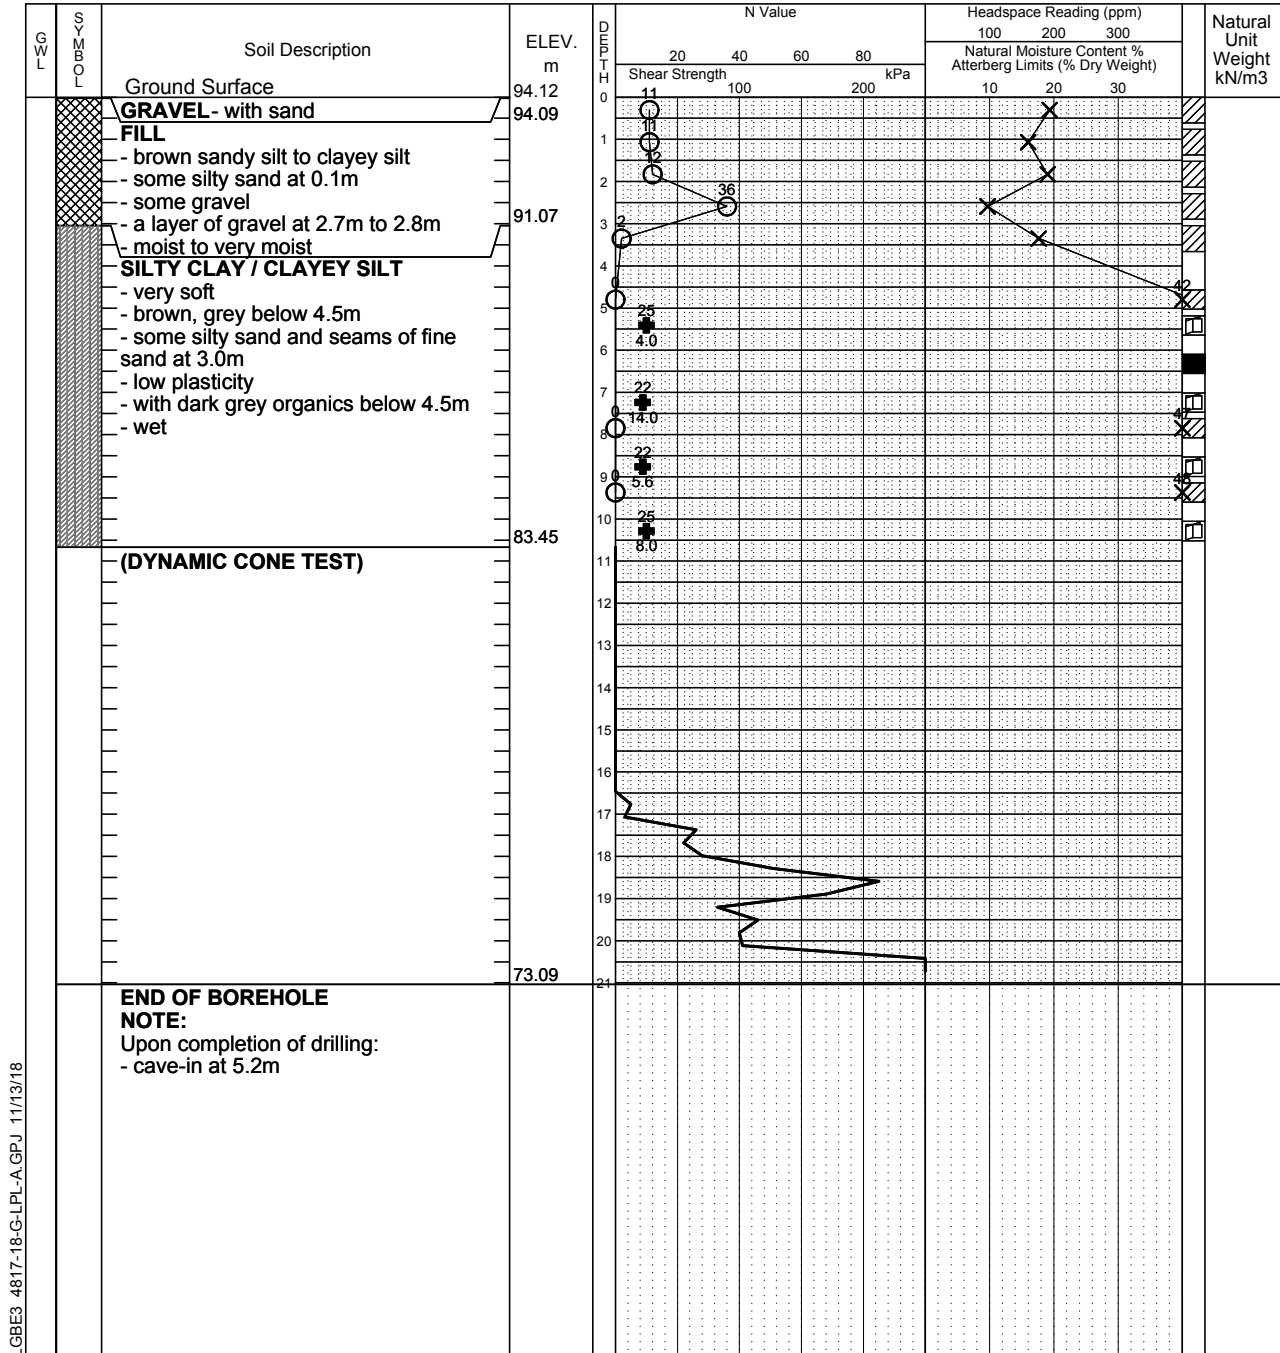 GWL
SYMBOL
Soil Description
ELEV.
m
DEPTH
N Value
20 40 60 80
Shear Strength kPa
100 200
Headspace Reading (ppm)
100 200 300
Natural Moisture Content %
Atterberg Limits (% Dry Weight)
10 20 30
Natural
Unit
Weight
kN/m3
Ground Surface
94.12
0
GRAVEL - with sand
94.09
FILL
- brown sandy silt to clayey silt
- some silty sand at 0.1m
- some gravel
- a layer of gravel at 2.7m to 2.8m
- moist to very moist
91.07
SILTY CLAY / CLAYEY SILT
- very soft
- brown, grey below 4.5m
- some silty sand and seams of fine
sand at 3.0m
- low plasticity
- with dark grey organics below 4.5m
- wet
83.45
(DYNAMIC CONE TEST)
73.09
END OF BOREHOLE
NOTE:
Upon completion of drilling:
- cave-in at 5.2m
1
2
3
4
5
6
7
8
9
10
11
12
13
14
15
16
17
18
19
20
21
11
11
12
36
2
0
25
4.0
22
14.0
0
22
5.6
0
25
8.0
42
47
48
LGBE3 4817-18-G-LPL-A.GPJ 11/13/18